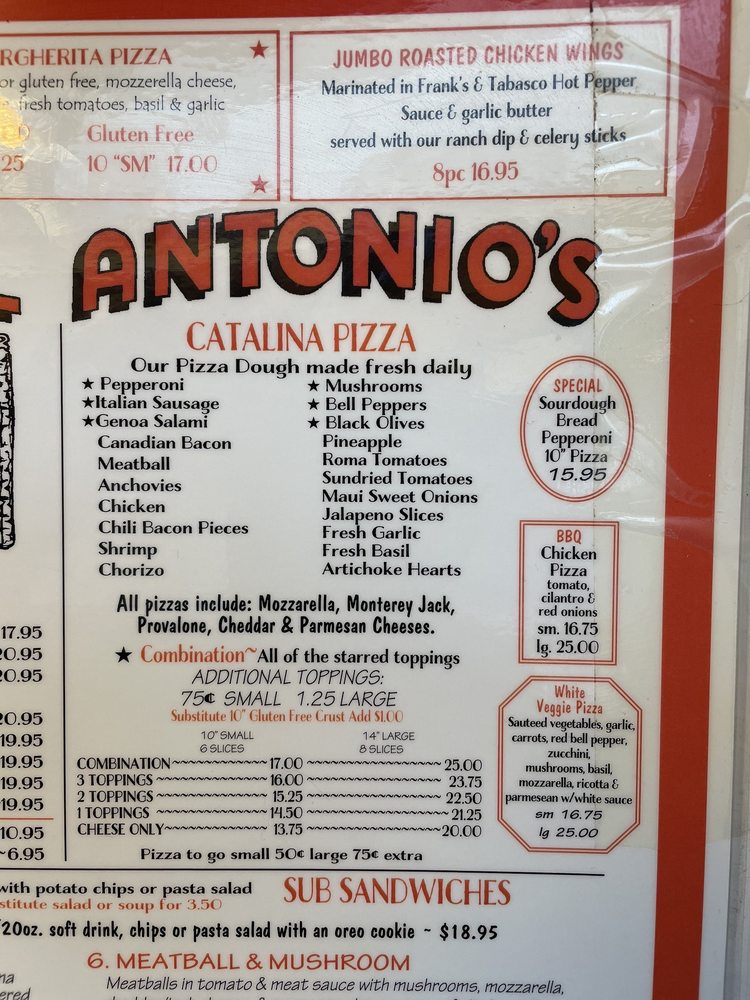 RGHERITA PIZZA
or gluten free, mozzerella cheese,
fresh tomatoes, basil & garlic
Gluten Free
25 10 "SM" 17.00
JUMBO ROASTED CHICKEN WINGS
Marinated in Frank's & Tabasco Hot Pepper
Sauce & garlic butter
served with our ranch dip & celery sticks
8pc 16.95
ANTONIO'S
CATALINA PIZZA
Our Pizza Dough made fresh daily
★ Pepperoni
★Italian Sausage
★Genoa Salami
Canadian Bacon
Meatball
Anchovies
Chicken
Chili Bacon Pieces
Shrimp
Chorizo
★ Mushrooms
★ Bell Peppers
★ Black Olives
Pineapple
Roma Tomatoes
Sundried Tomatoes
Maui Sweet Onions
Jalapeno Slices
Fresh Garlic
Fresh Basil
Artichoke Hearts
All pizzas include: Mozzarella, Monterey Jack,
Provalone, Cheddar & Parmesan Cheeses.
★ Combination~All of the starred toppings
ADDITIONAL TOPPINGS:
75¢ SMALL 1.25 LARGE
Substitute 10" Gluten Free Crust Add $1.00
10" SMALL 14" LARGE
6 SLICES 8 SLICES
COMBINATION 17.00 25.00
3 TOPPINGS 16.00 23.75
2 TOPPINGS 15.25 22.50
1 TOPPINGS 14.50 21.25
CHEESE ONLY 13.75 20.00
Pizza to go small 50¢ large 75¢ extra
SPECIAL
Sourdough
Bread
Pepperoni
10" Pizza
15.95
BBQ
Chicken
Pizza
tomato,
cilantro &
red onions
sm. 16.75
lg. 25.00
White
Veggie Pizza
Sauteed vegetables, garlic,
carrots, red bell pepper,
zucchini,
mushrooms, basil,
mozzarella, ricotta &
parmesean w/white sauce
sm 16.75
lg 25.00
17.95
20.95
20.95
20.95
19.95
19.95
19.95
19.95
10.95
~6.95
with potato chips or pasta salad
stitute salad or soup for 3.50
SUB SANDWICHES
20oz. soft drink, chips or pasta salad with an oreo cookie ~ $18.95
6. MEATBALL & MUSHROOM
Meatballs in tomato & meat sauce with mushrooms, mozzarella,
na
ered